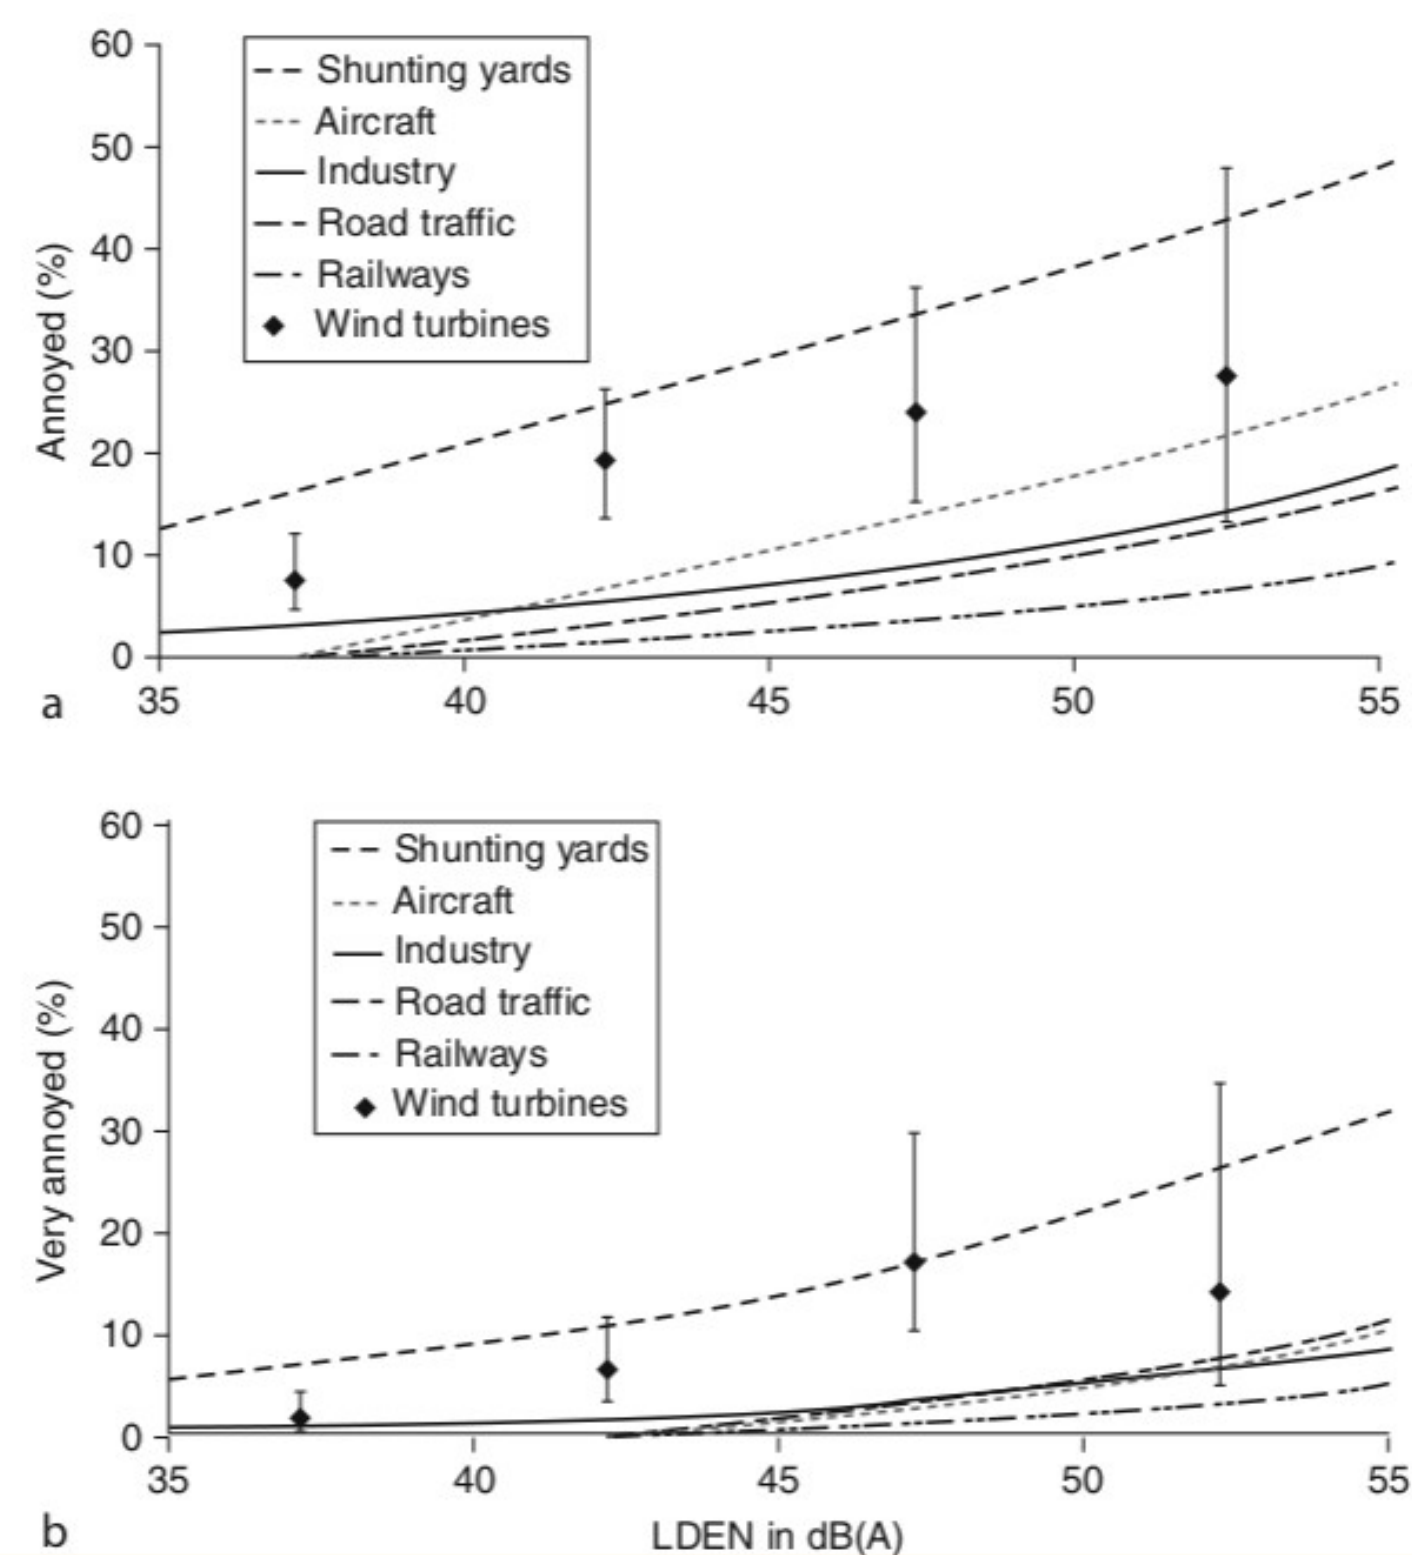 60
50
40
30
20
10
0
Annoyed (%)
Shunting yards
Aircraft
Industry
Road traffic
Railways
Wind turbines
35 40 45 50 55
a
60
50
40
30
20
10
0
Very annoyed (%)
Shunting yards
Aircraft
Industry
Road traffic
Railways
Wind turbines
35 40 45 50 55
LDEN in dB(A)
b